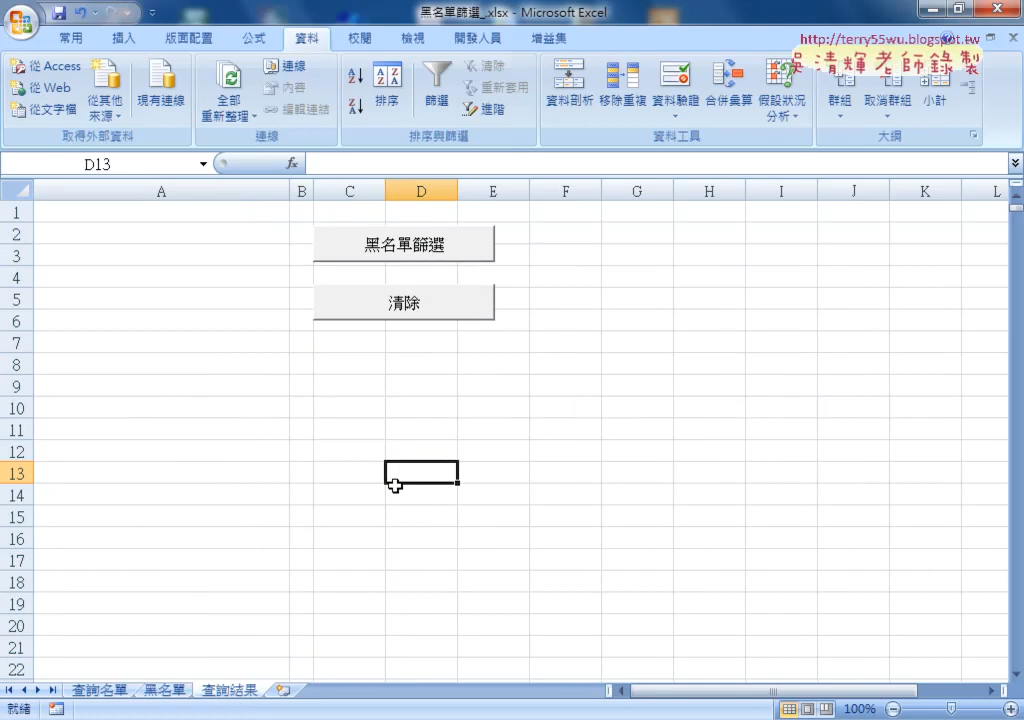 黑名單篩選_.xlsx - Microsoft Excel
常用 插入 版面配置 公式 資料 校閱 檢視 開發人員 增益集
http://terry55wu.blogspot.tw
吳清輝老師錄製
從 Access
從 Web
從文字檔
從其他來源
現有連線
取得外部資料
全部重新整理
連線
內容
編輯連結
連線
排序
篩選
清除
重新套用
進階
排序與篩選
資料剖析 移除重複 資料驗證 合併彙算 假設狀況分析
資料工具
群組 取消群組 小計
大綱
D13 fx
A B C D E F G H I J K L
1
2
3
4
5
6
7
8
9
10
11
12
13
14
15
16
17
18
19
20
21
22
黑名單篩選
清除
查詢名單 黑名單 查詢結果
就緒 100%